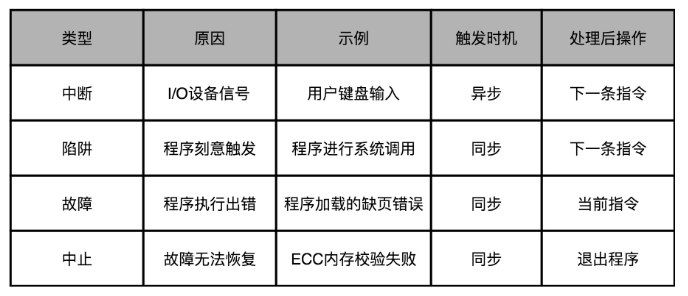 类型 原因 示例 触发时机 处理后操作
中断 I/O设备信号 用户键盘输入 异步 下一条指令
陷阱 程序刻意触发 程序进行系统调用 同步 下一条指令
故障 程序执行出错 程序加载的缺页错误 同步 当前指令
中止 故障无法恢复 ECC内存校验失败 同步 退出程序